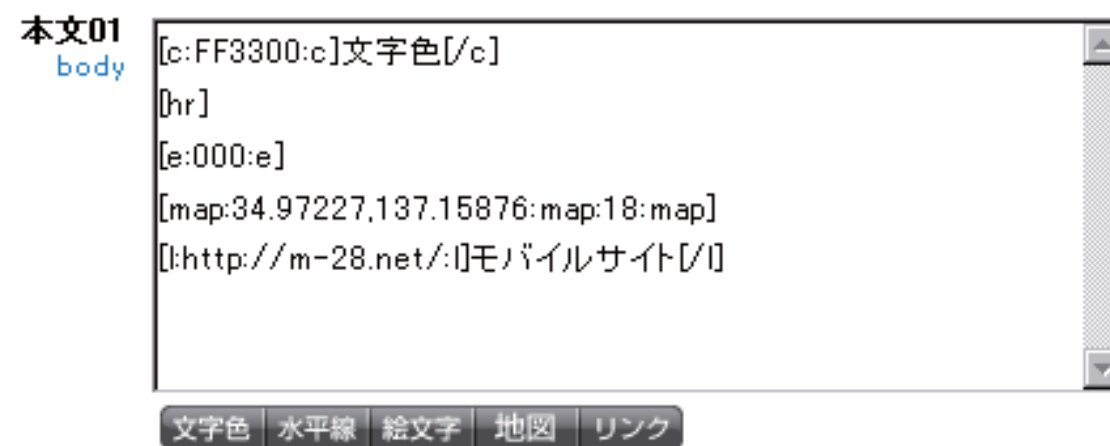 本文01
body
[c:FF3300:c]文字色[/c]
[hr]
[e:000:e]
[map:34.97227,137.15876:map:18:map]
[l:http://m-28.net/:l]モバイルサイト[/l]
文字色 水平線 絵文字 地図 リンク